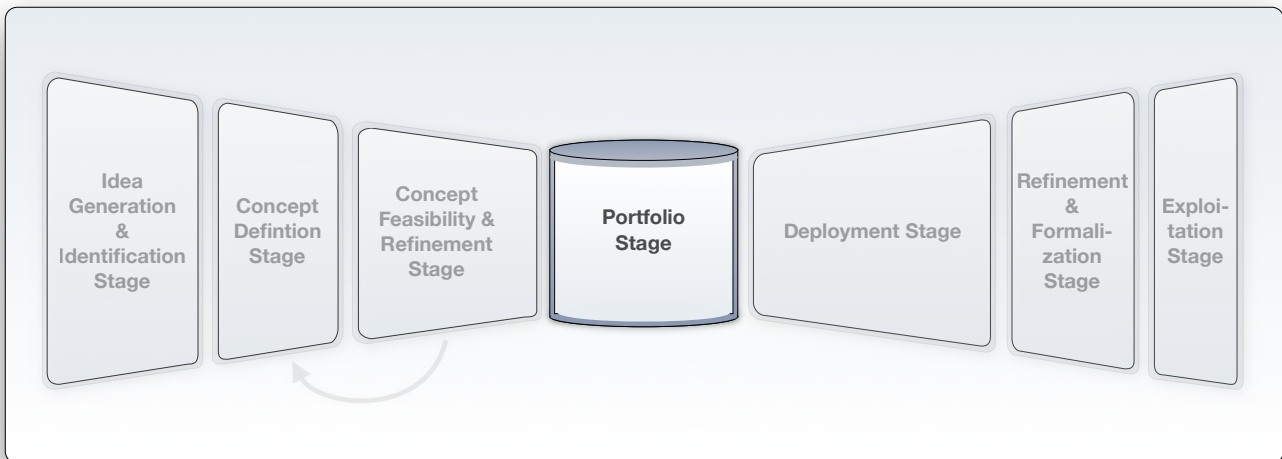 Idea
Generation
&
Identification
Stage
Concept
Defintion
Stage
Concept
Feasibility &
Refinement
Stage
Portfolio
Stage
Deployment Stage
Refinement
&
Formali-
zation
Stage
Exploi-
tation
Stage